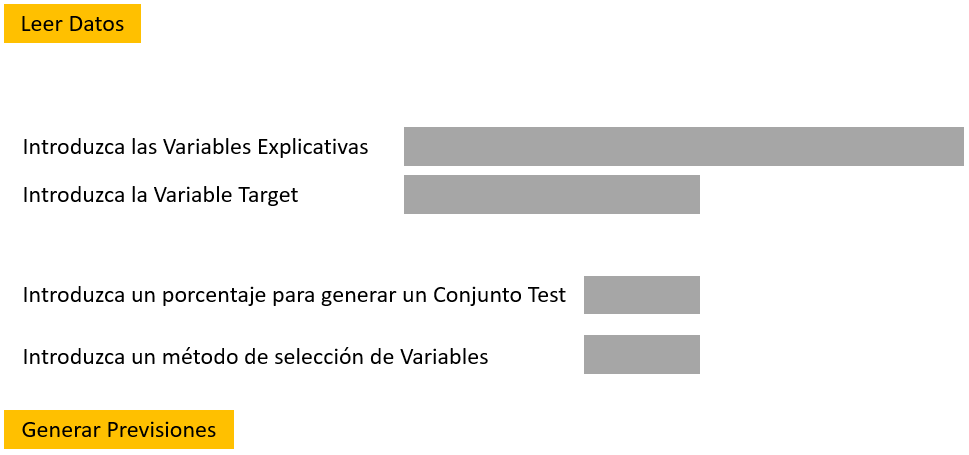 Leer Datos
Introduzca las Variables Explicativas
Introduzca la Variable Target
Introduzca un porcentaje para generar un Conjunto Test
Introduzca un método de selección de Variables
Generar Previsiones